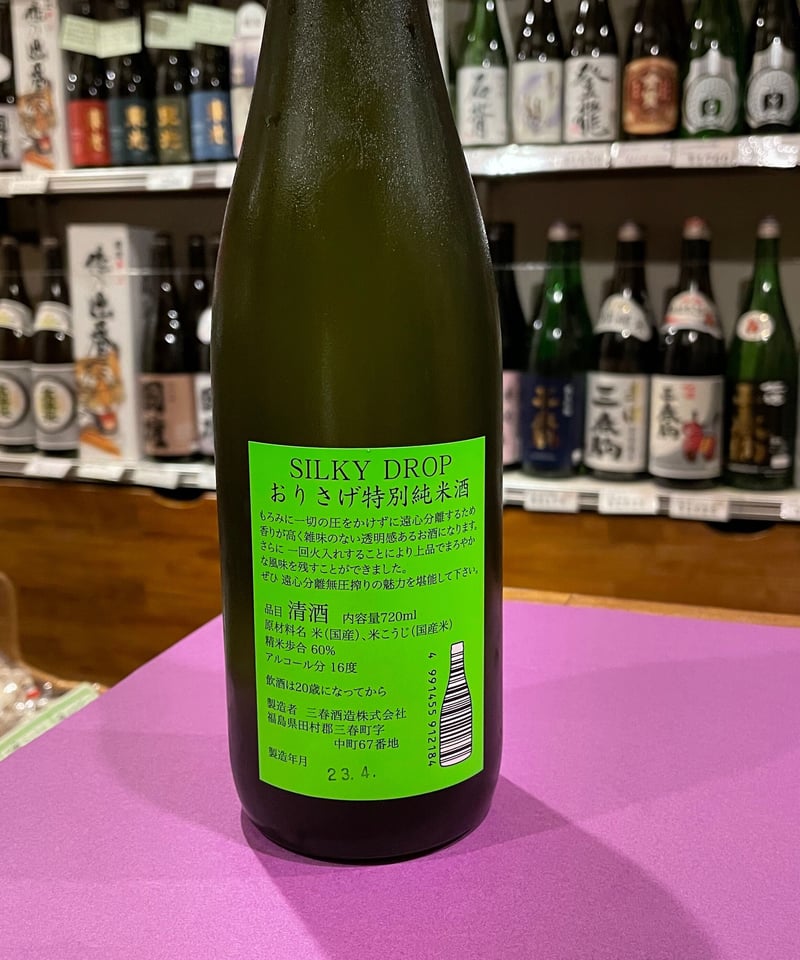 SILKY DROP
おりさげ特別純米酒
もろみに一切の圧をかけずに遠心分離するため
香りが高く雑味のない透明感あるお酒になります。
さらに 一回火入れすることにより上品でまろやか
な風味を残すことができました。
ぜひ 遠心分離無圧搾りの魅力を堪能して下さい。
品目 清酒 内容量720ml
原材料名 米(国産)、米こうじ(国産米)
精米歩合 60%
アルコール分 16度
飲酒は20歳になってから
製造者 三春酒造株式会社
福島県田村郡三春町字
中町67番地
製造年月 23.4.
4 991455 912184
三春駒
三春駒